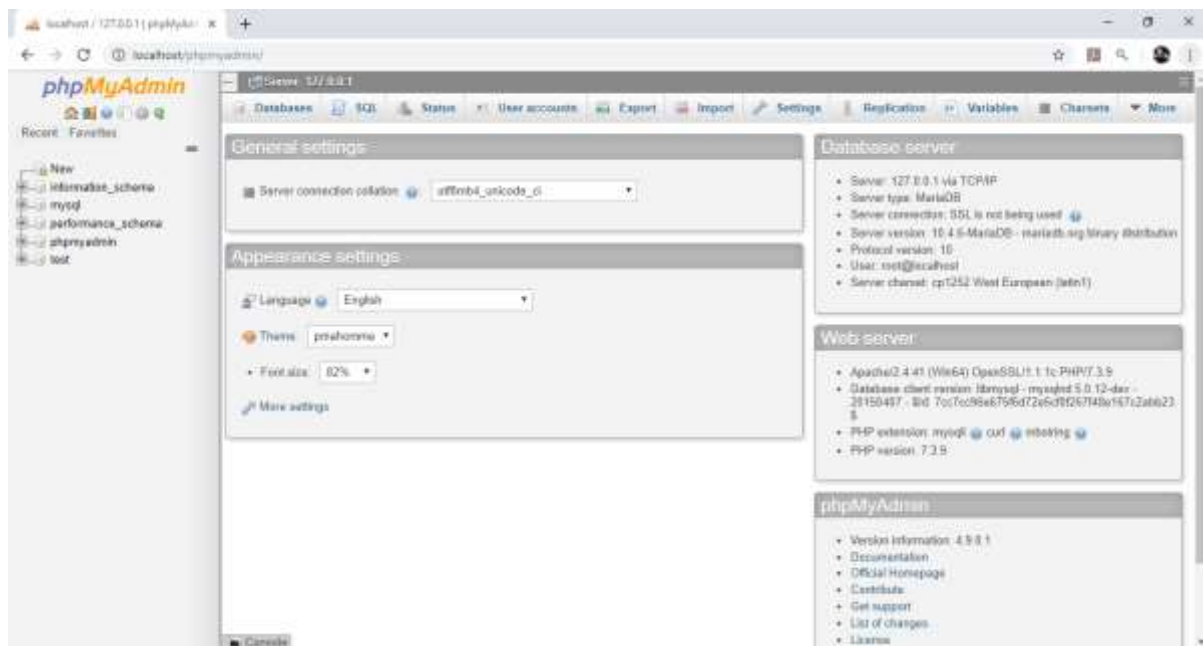 localhost / 127.0.0.1 | phpMyAdmin
localhost/phpmyadmin/
phpMyAdmin
Recent Favorites
New
information_schema
mysql
performance_schema
phpmyadmin
test
Server: 127.0.0.1
Databases SQL Status User accounts Export Import Settings Replication Variables Charsets More
General settings
Server connection collation utf8mb4_unicode_ci
Appearance settings
Language English
Theme: pmahomme
Font size: 82%
More settings
Console
Database server
Server: 127.0.0.1 via TCP/IP
Server type: MariaDB
Server connection: SSL is not being used
Server version: 10.4.6-MariaDB - mariadb.org binary distribution
Protocol version: 10
User: root@localhost
Server charset: cp1252 West European (latin1)
Web server
Apache/2.4.41 (Win64) OpenSSL/1.1.1c PHP/7.3.9
Database client version: libmysql - mysqlnd 5.0.12-dev -
20150407 - $Id:
$
PHP extension: mysqli curl mbstring
PHP version: 7.3.9
phpMyAdmin
Version information: 4.9.0.1
Documentation
Official Homepage
Contribute
Get support
List of changes
License